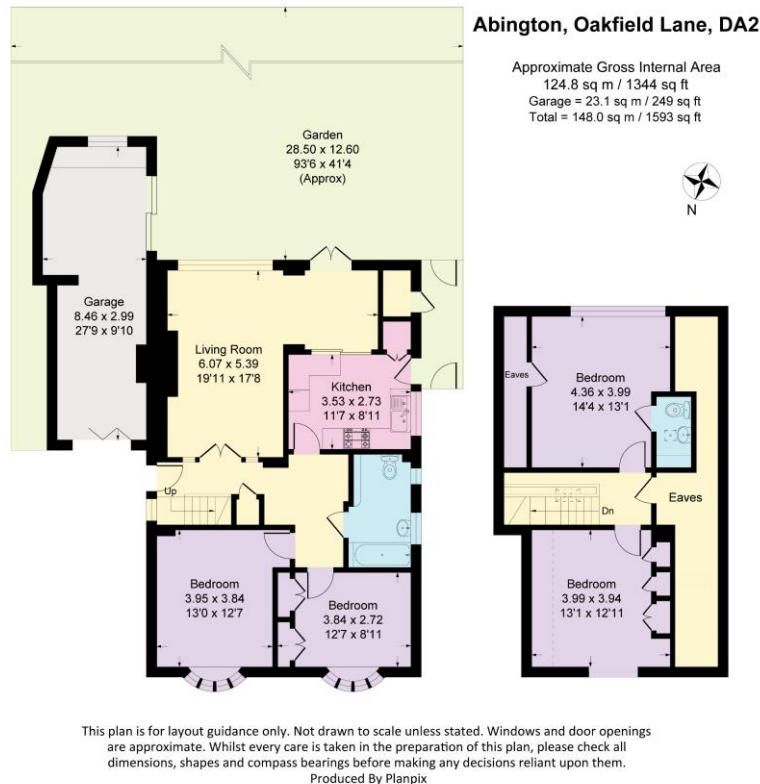 Abington, Oakfield Lane, DA2
Approximate Gross Internal Area
124.8 sq m / 1344 sq ft
Garage = 23.1 sq m / 249 sq ft
Total = 148.0 sq m / 1593 sq ft
N
Garden
28.50 x 12.60
93'6 x 41'4
(Approx)
Garage
8.46 x 2.99
27'9 x 9'10
Living Room
6.07 x 5.39
19'11 x 17'8
Kitchen
3.53 x 2.73
11'7 x 8'11
Up
Bedroom
3.95 x 3.84
13'0 x 12'7
Bedroom
3.84 x 2.72
12'7 x 8'11
Eaves
Bedroom
4.36 x 3.99
14'4 x 13'1
Eaves
Dn
Bedroom
3.99 x 3.94
13'1 x 12'11
This plan is for layout guidance only. Not drawn to scale unless stated. Windows and door openings
are approximate. Whilst every care is taken in the preparation of this plan, please check all
dimensions, shapes and compass bearings before making any decisions reliant upon them.
Produced By Planpix